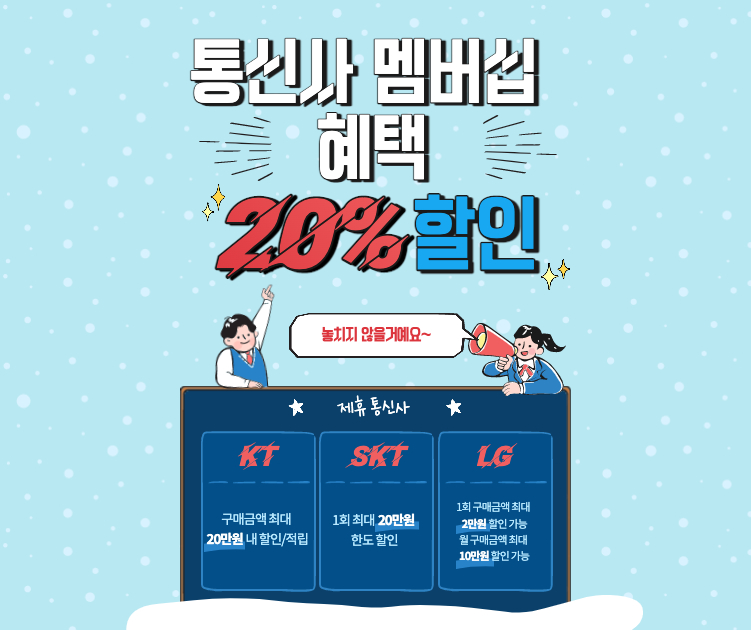 통신사 멤버십
혜택
20% 할인
놓치지 않을거예요~
제휴 통신사
KT
구매금액 최대
20만원 내 할인/적립
SKT
1회 최대 20만원
한도 할인
LG
1회 구매금액 최대
2만원 할인 가능
월 구매금액 최대
10만원 할인 가능